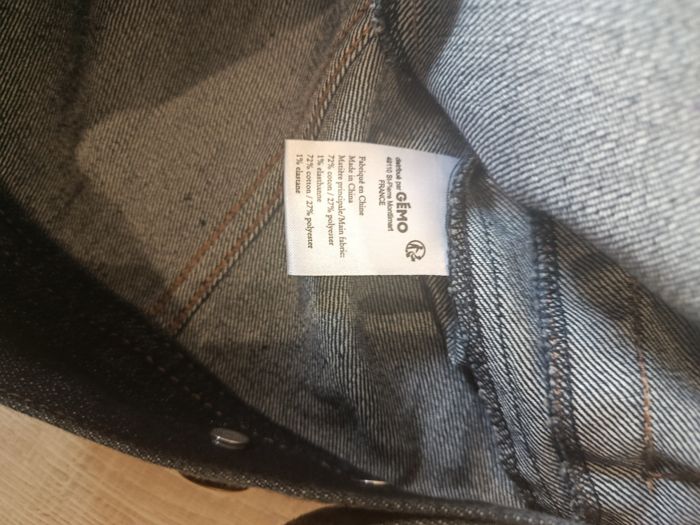 distribué par
GĒMO
49110 St-Pierre Montlimart
FRANCE
Fabriqué en Chine
Made in China
Matière principale/Main fabric:
72% coton / 27% polyester
1% élasthanne
72% cotton / 27% polyester
1% elastane